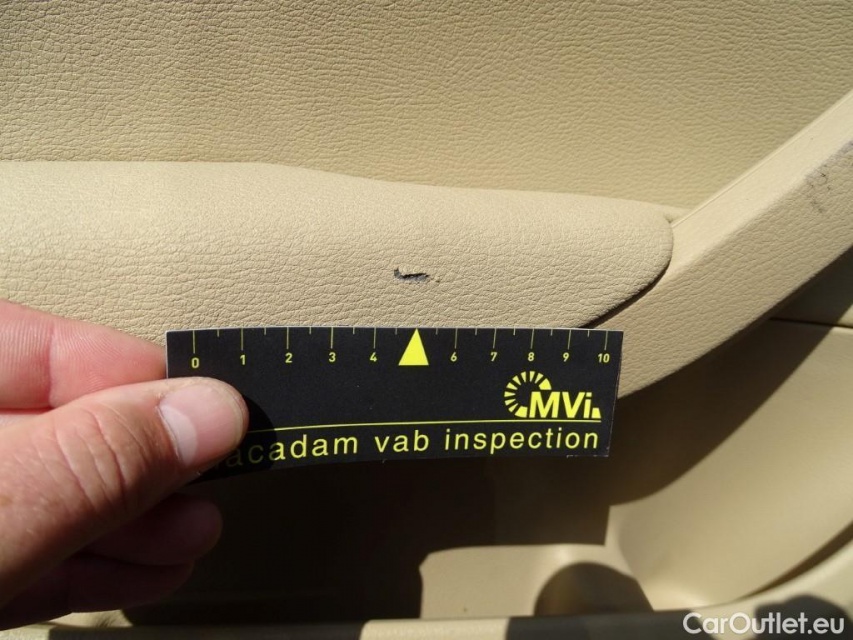 0 1 2 3 4 6 7 8 9 10
MVi
acadam vab inspection
CarOutlet.eu